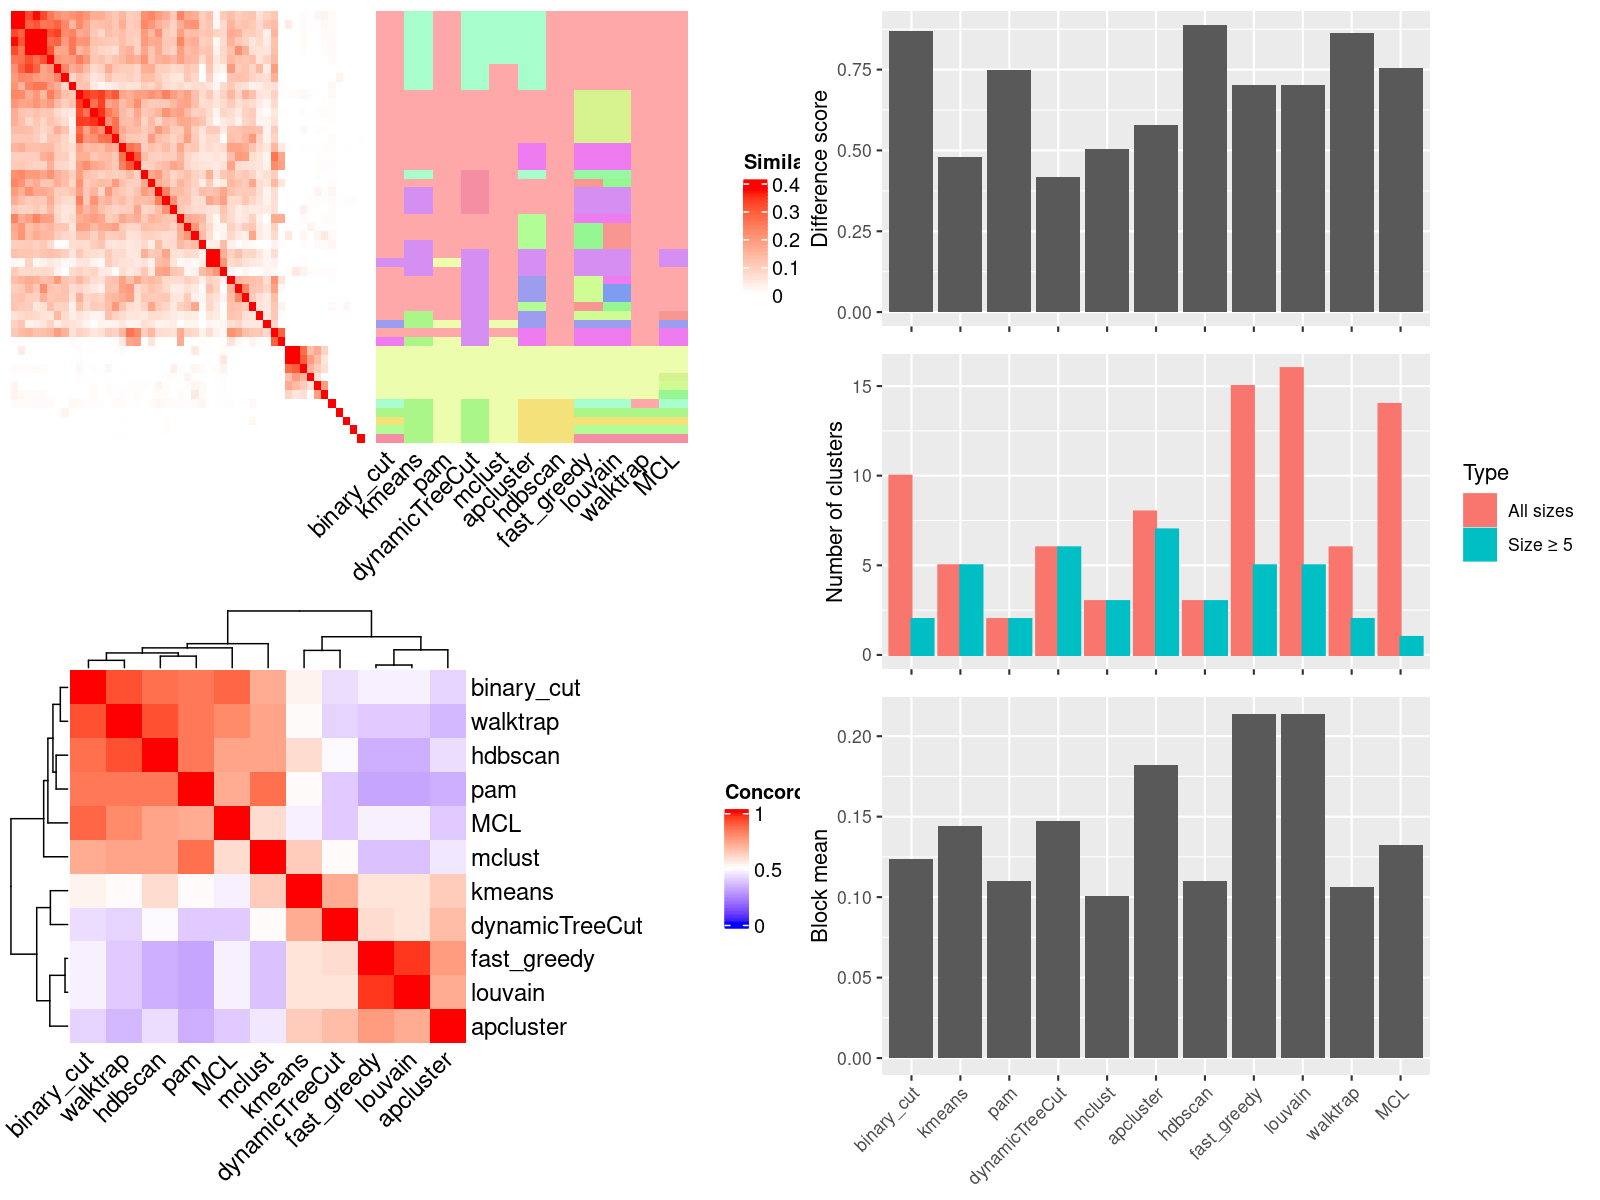 Simila
0.4
0.3
0.2
0.1
0
binary_cut
kmeans
pam
dynamicTreeCut
mclust
apcluster
hdbscan
fast_greedy
louvain
walktrap
MCL
binary_cut
walktrap
hdbscan
pam
MCL
mclust
kmeans
dynamicTreeCut
fast_greedy
louvain
apcluster
Concord
1
0.5
0
binary_cut
walktrap
hdbscan
pam
MCL
mclust
kmeans
dynamicTreeCut
fast_greedy
louvain
apcluster
Difference score
0.75
0.50
0.25
0.00
Number of clusters
15
10
5
0
Type
All sizes
Size ≥ 5
Block mean
0.20
0.15
0.10
0.05
0.00
binary_cut
kmeans
pam
dynamicTreeCut
mclust
apcluster
hdbscan
fast_greedy
louvain
walktrap
MCL